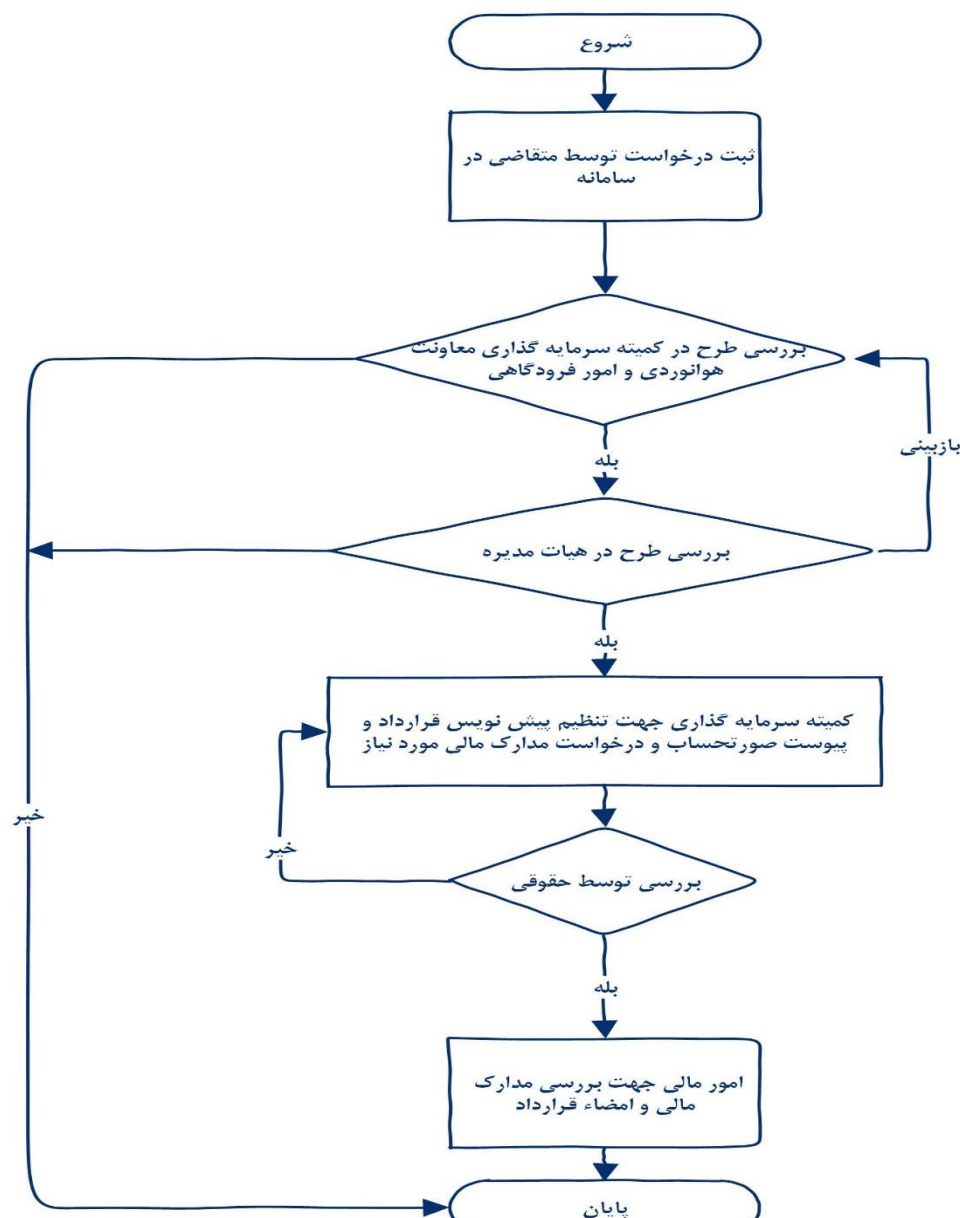 شروع
ثبت درخواست توسط متقاضی در
سامانه
بررسی طرح در کمیته سرمایه گذاری معاونت
هوانوردی و امور فرودگاهی
بازبینی
بله
بررسی طرح در هیات مدیره
بله
کمیته سرمایه گذاری جهت تنظیم پیش نویس قرارداد و
پیوست صورتحساب و درخواست مدارک مالی مورد نیاز
خیر
خیر
بررسی توسط حقوقی
بله
امور مالی جهت بررسی مدارک
مالی و امضاء قرارداد
پایان